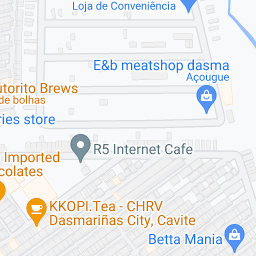 Loja de Conveniência
E&b meatshop dasma
Açougue
utorito Brews
de bolhas
ries store
R5 Internet Cafe
Imported
colates
KKOPI.Tea - CHRV
Dasmariñas City, Cavite
Betta Mania